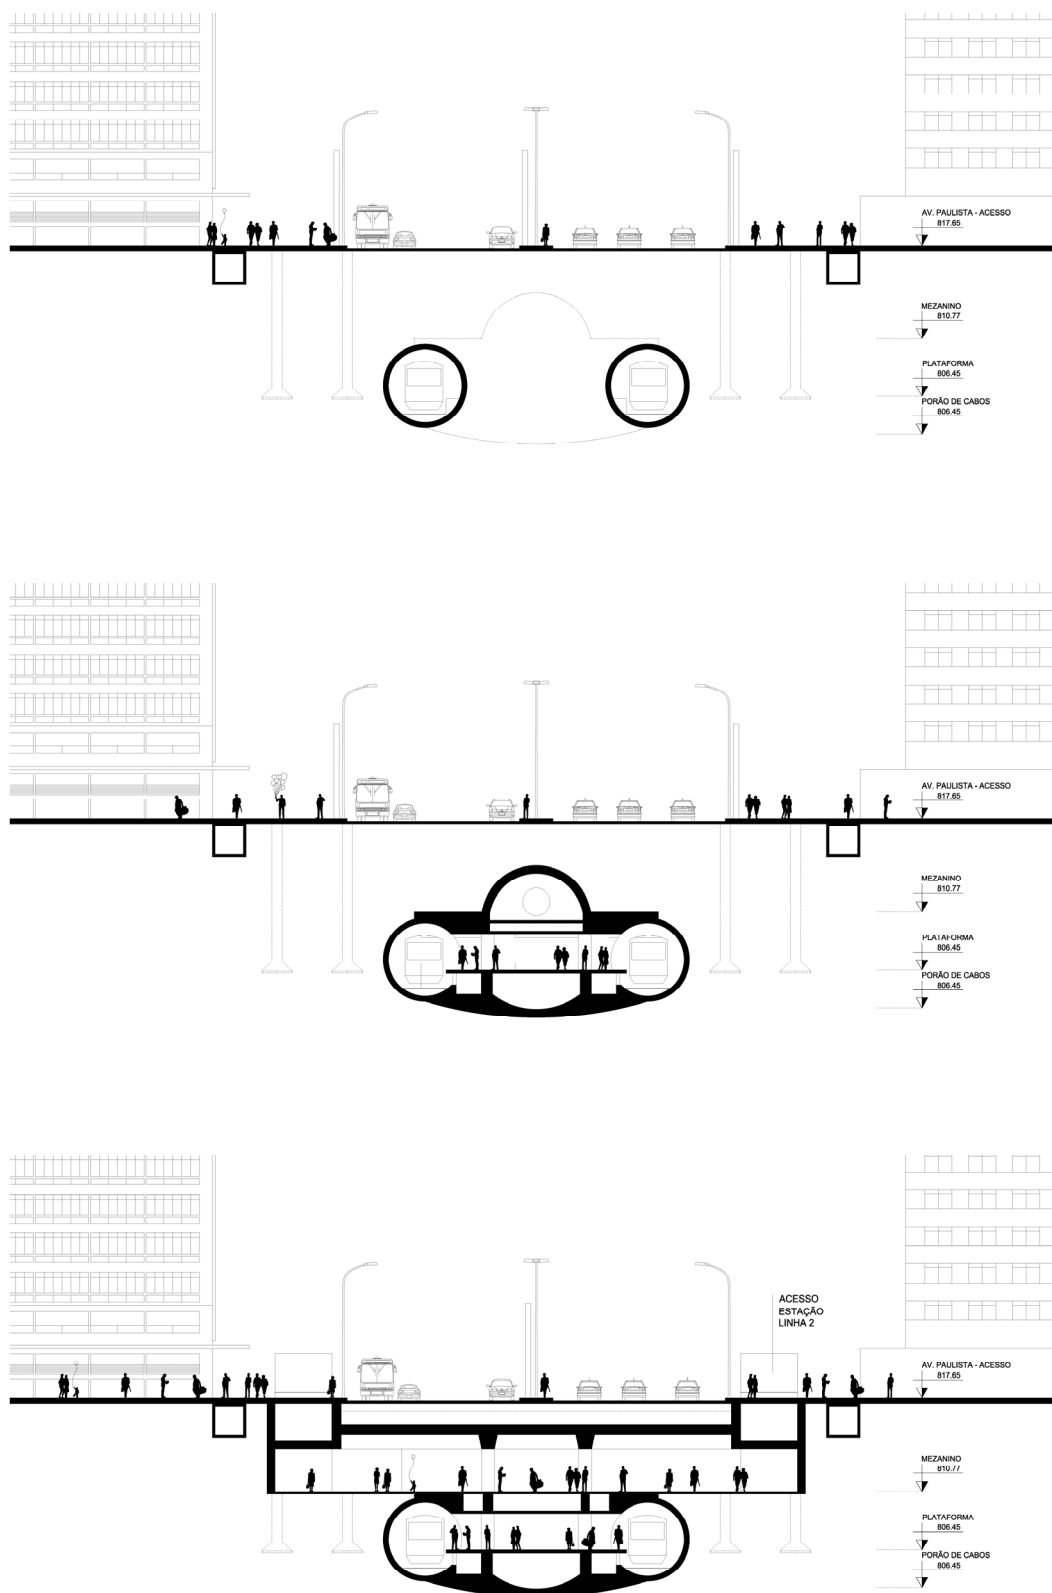 AV. PAULISTA - ACESSO
817.65
MEZANINO
810.77
PLATAFORMA
806.45
PORÃO DE CABOS
806.45
AV. PAULISTA - ACESSO
817.65
MEZANINO
810.77
PLATAFORMA
806.45
PORÃO DE CABOS
806.45
ACESSO
ESTAÇÃO
LINHA 2
AV. PAULISTA - ACESSO
817.65
MEZANINO
810.77
PLATAFORMA
806.45
PORÃO DE CABOS
806.45